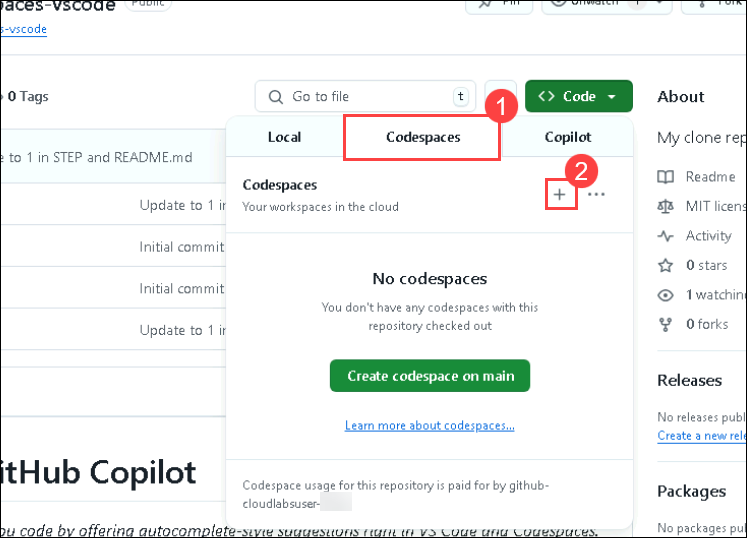 paces-vscode Public
Pin
Unwatch 1
Fork
s-vscode
0 Tags
Go to file t
<> Code
About
1
Local Codespaces Copilot
My clone rep
e to 1 in STEP and README.md
2
Codespaces
Your workspaces in the cloud
+ ...
Readme
Update to 1 in
MIT licens
Activity
Initial commit
0 stars
No codespaces
Initial commit
1 watching
You don't have any codespaces with this
repository checked out
0 forks
Update to 1 in
Create codespace on main
Releases
No releases publ
Learn more about codespaces...
Create a new rele
itHub Copilot
Codespace usage for this repository is paid for by github-
cloudlabsuser-
Packages
ou code by offering autocomplete-style suggestions right in VS Code and Codespaces.
No packages pu